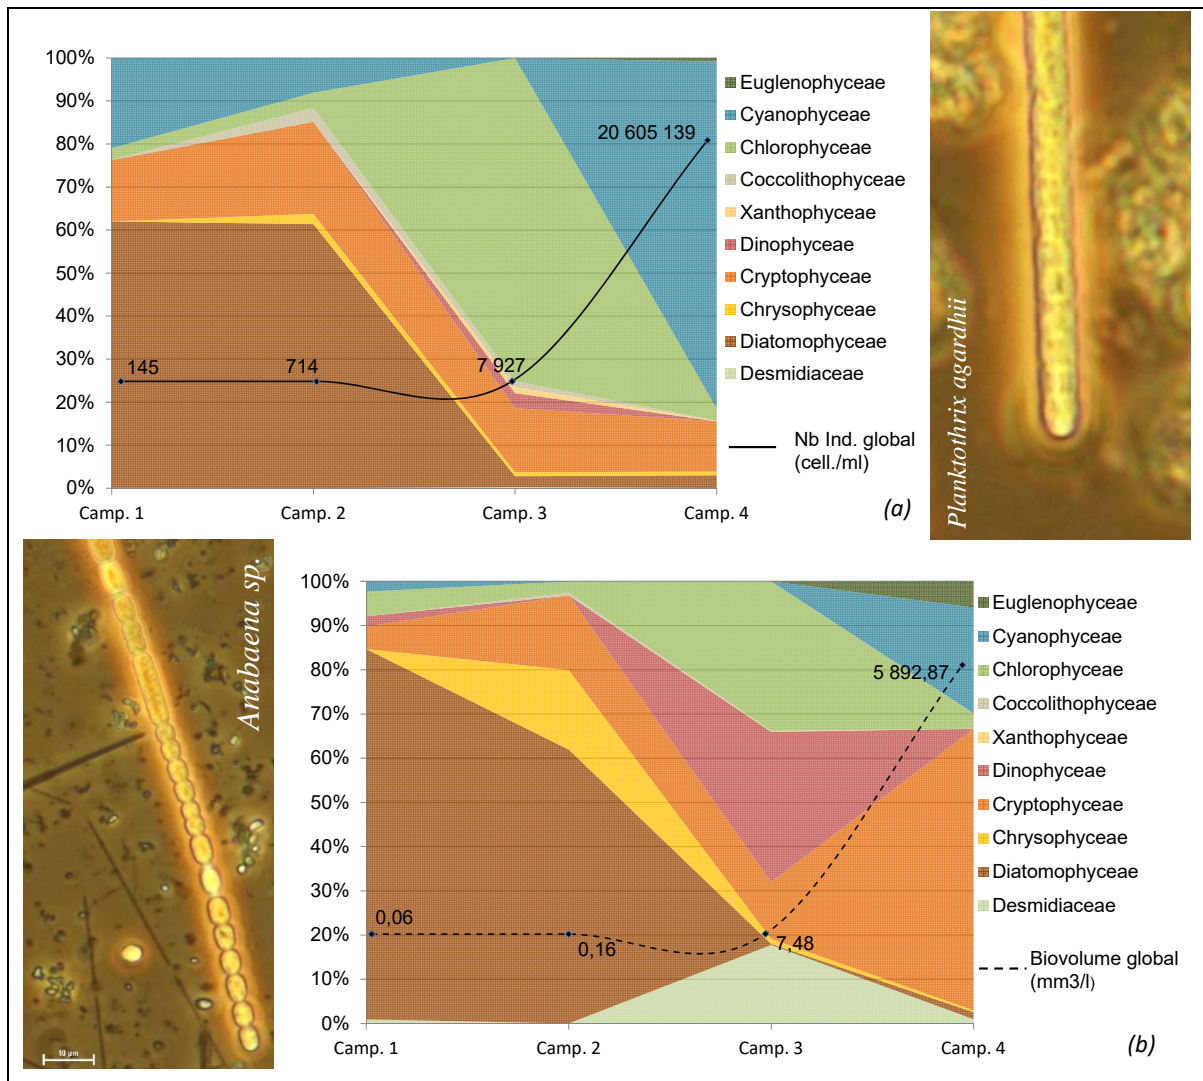 100%
90%
80%
70%
60%
50%
40%
30%
20%
10%
0%
Camp. 1
Camp. 2
Camp. 3
Camp. 4
145
714
7 927
20 605 139
Euglenophyceae
Cyanophyceae
Chlorophyceae
Coccolithophyceae
Xanthophyceae
Dinophyceae
Cryptophyceae
Chrysophyceae
Diatomophyceae
Desmidiaceae
Nb Ind. global
(cell./ml)
(a)
Planktothrix agardhii
Anabaena sp.
10 µm
100%
90%
80%
70%
60%
50%
40%
30%
20%
10%
0%
Camp. 1
Camp. 2
Camp. 3
Camp. 4
0,06
0,16
7,48
5 892,87
Euglenophyceae
Cyanophyceae
Chlorophyceae
Coccolithophyceae
Xanthophyceae
Dinophyceae
Cryptophyceae
Chrysophyceae
Diatomophyceae
Desmidiaceae
Biovolume global
(mm3/l)
(b)